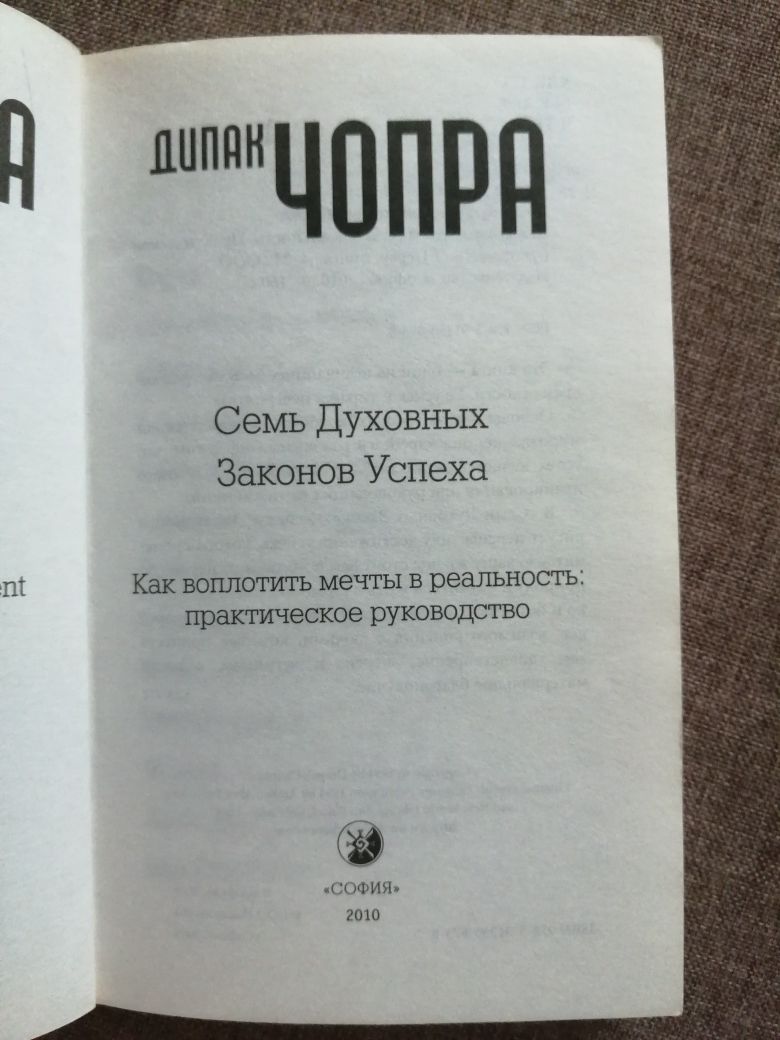 А
ent
ДИПАК ЧОПРА
Семь Духовных
Законов Успеха
Как воплотить мечты в реальность:
практическое руководство
«СОФИЯ»
2010